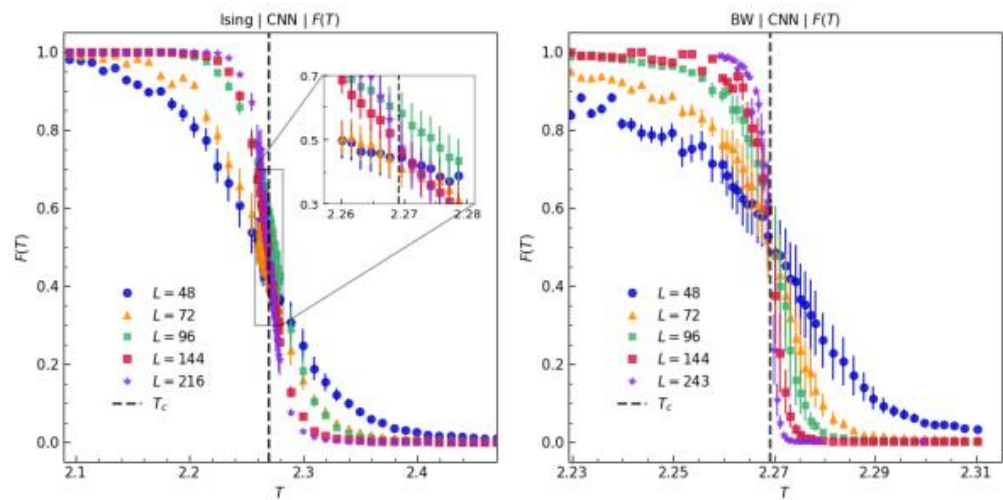 Ising | CNN | F(T)
1.0
0.8
0.6
0.4
0.2
0.0
F(T)
0.7
0.5
0.3
2.26
2.27
2.28
L = 48
L = 72
L = 96
L = 144
L = 216
T_c
2.1
2.2
2.3
2.4
T
BW | CNN | F(T)
1.0
0.8
0.6
0.4
0.2
0.0
F(T)
L = 48
L = 72
L = 96
L = 144
L = 243
T_c
2.23
2.25
2.27
2.29
2.31
T